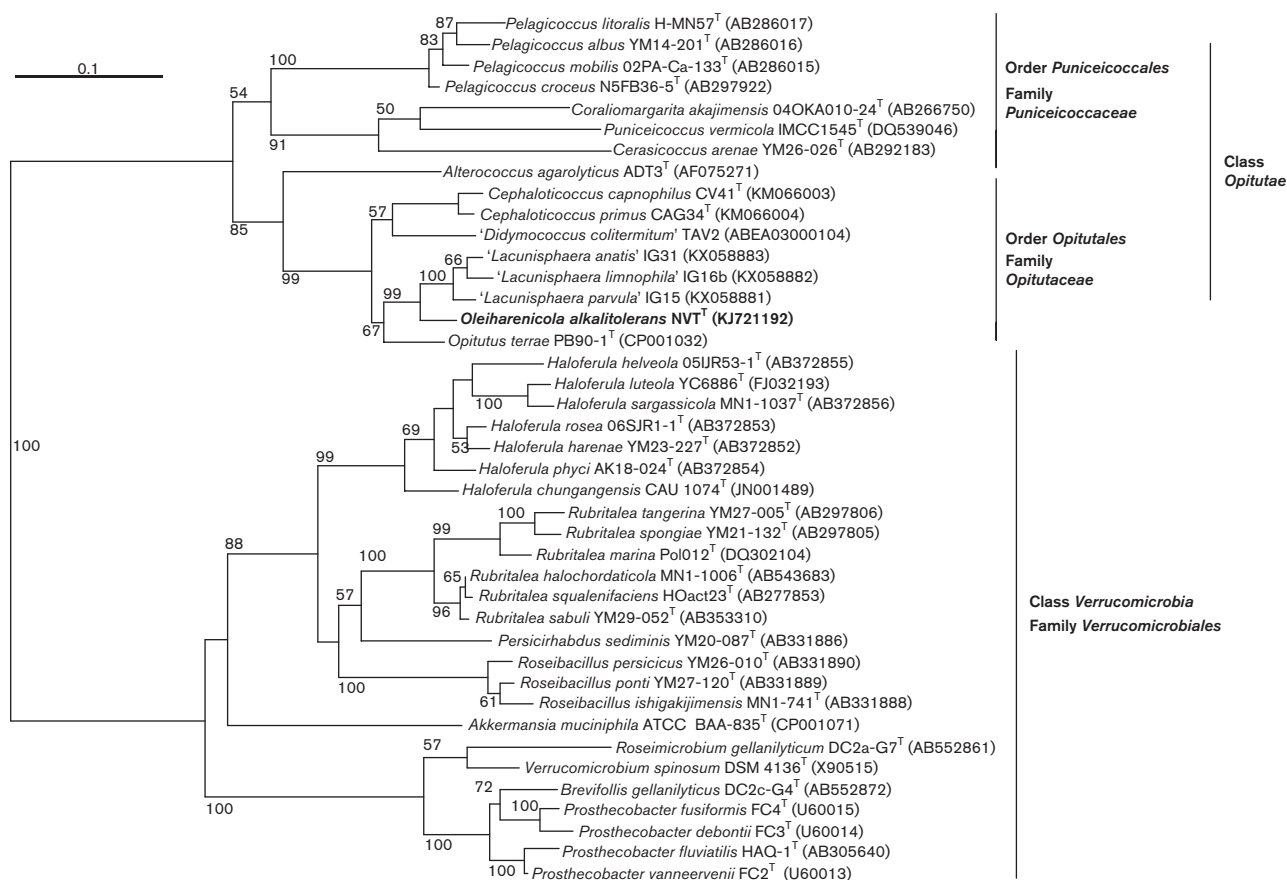 87
Pelagicoccus litoralis H-MN57T (AB286017)
83
Pelagicoccus albus YM14-201T (AB286016)
100
Pelagicoccus mobilis 02PA-Ca-133T (AB286015)
0.1
Pelagicoccus croceus N5FB36-5T (AB297922)
Order Puniceicoccales
Family
Puniceicoccaceae
54
50
Coraliomargarita akajimensis 04OKA010-24T (AB266750)
Puniceicoccus vermicola IMCC1545T (DQ539046)
91
Cerasicoccus arenae YM26-026T (AB292183)
Class
Opitutae
Alterococcus agarolyticus ADT3T (AF075271)
85
Cephaloticoccus capnophilus CV41T (KM066003)
57
Cephaloticoccus primus CAG34T (KM066004)
'Didymococcus colitermitum' TAV2 (ABEA03000104)
Order Opitutales
Family
Opitutaceae
99
66
'Lacunisphaera anatis' IG31 (KX058883)
100
'Lacunisphaera limnophila' IG16b (KX058882)
99
'Lacunisphaera parvula' IG15 (KX058881)
Oleiharenicola alkalitolerans NVTT (KJ721192)
67
Opitutus terrae PB90-1T (CP001032)
Haloferula helveola 05IJR53-1T (AB372855)
Haloferula luteola YC6886T (FJ032193)
100
Haloferula sargassicola MN1-1037T (AB372856)
69
Haloferula rosea 06SJR1-1T (AB372853)
53
Haloferula harenae YM23-227T (AB372852)
100
99
Haloferula phyci AK18-024T (AB372854)
Haloferula chungangensis CAU 1074T (JN001489)
100
Rubritalea tangerina YM27-005T (AB297806)
99
Rubritalea spongiae YM21-132T (AB297805)
88
100
Rubritalea marina Pol012T (DQ302104)
65
Rubritalea halochordaticola MN1-1006T (AB543683)
57
Rubritalea squalenifaciens HOact23T (AB277853)
96
Rubritalea sabuli YM29-052T (AB353310)
Class Verrucomicrobia
Family Verrucomicrobiales
Persicirhabdus sediminis YM20-087T (AB331886)
Roseibacillus persicicus YM26-010T (AB331890)
100
Roseibacillus ponti YM27-120T (AB331889)
61
Roseibacillus ishigakijimensis MN1-741T (AB331888)
Akkermansia muciniphila ATCC BAA-835T (CP001071)
57
Roseimicrobium gellanilyticum DC2a-G7T (AB552861)
Verrucomicrobium spinosum DSM 4136T (X90515)
72
Brevifollis gellanilyticus DC2c-G4T (AB552872)
100
100
Prosthecobacter fusiformis FC4T (U60015)
Prosthecobacter debontii FC3T (U60014)
100
Prosthecobacter fluviatilis HAQ-1T (AB305640)
100
Prosthecobacter vanneervenii FC2T (U60013)